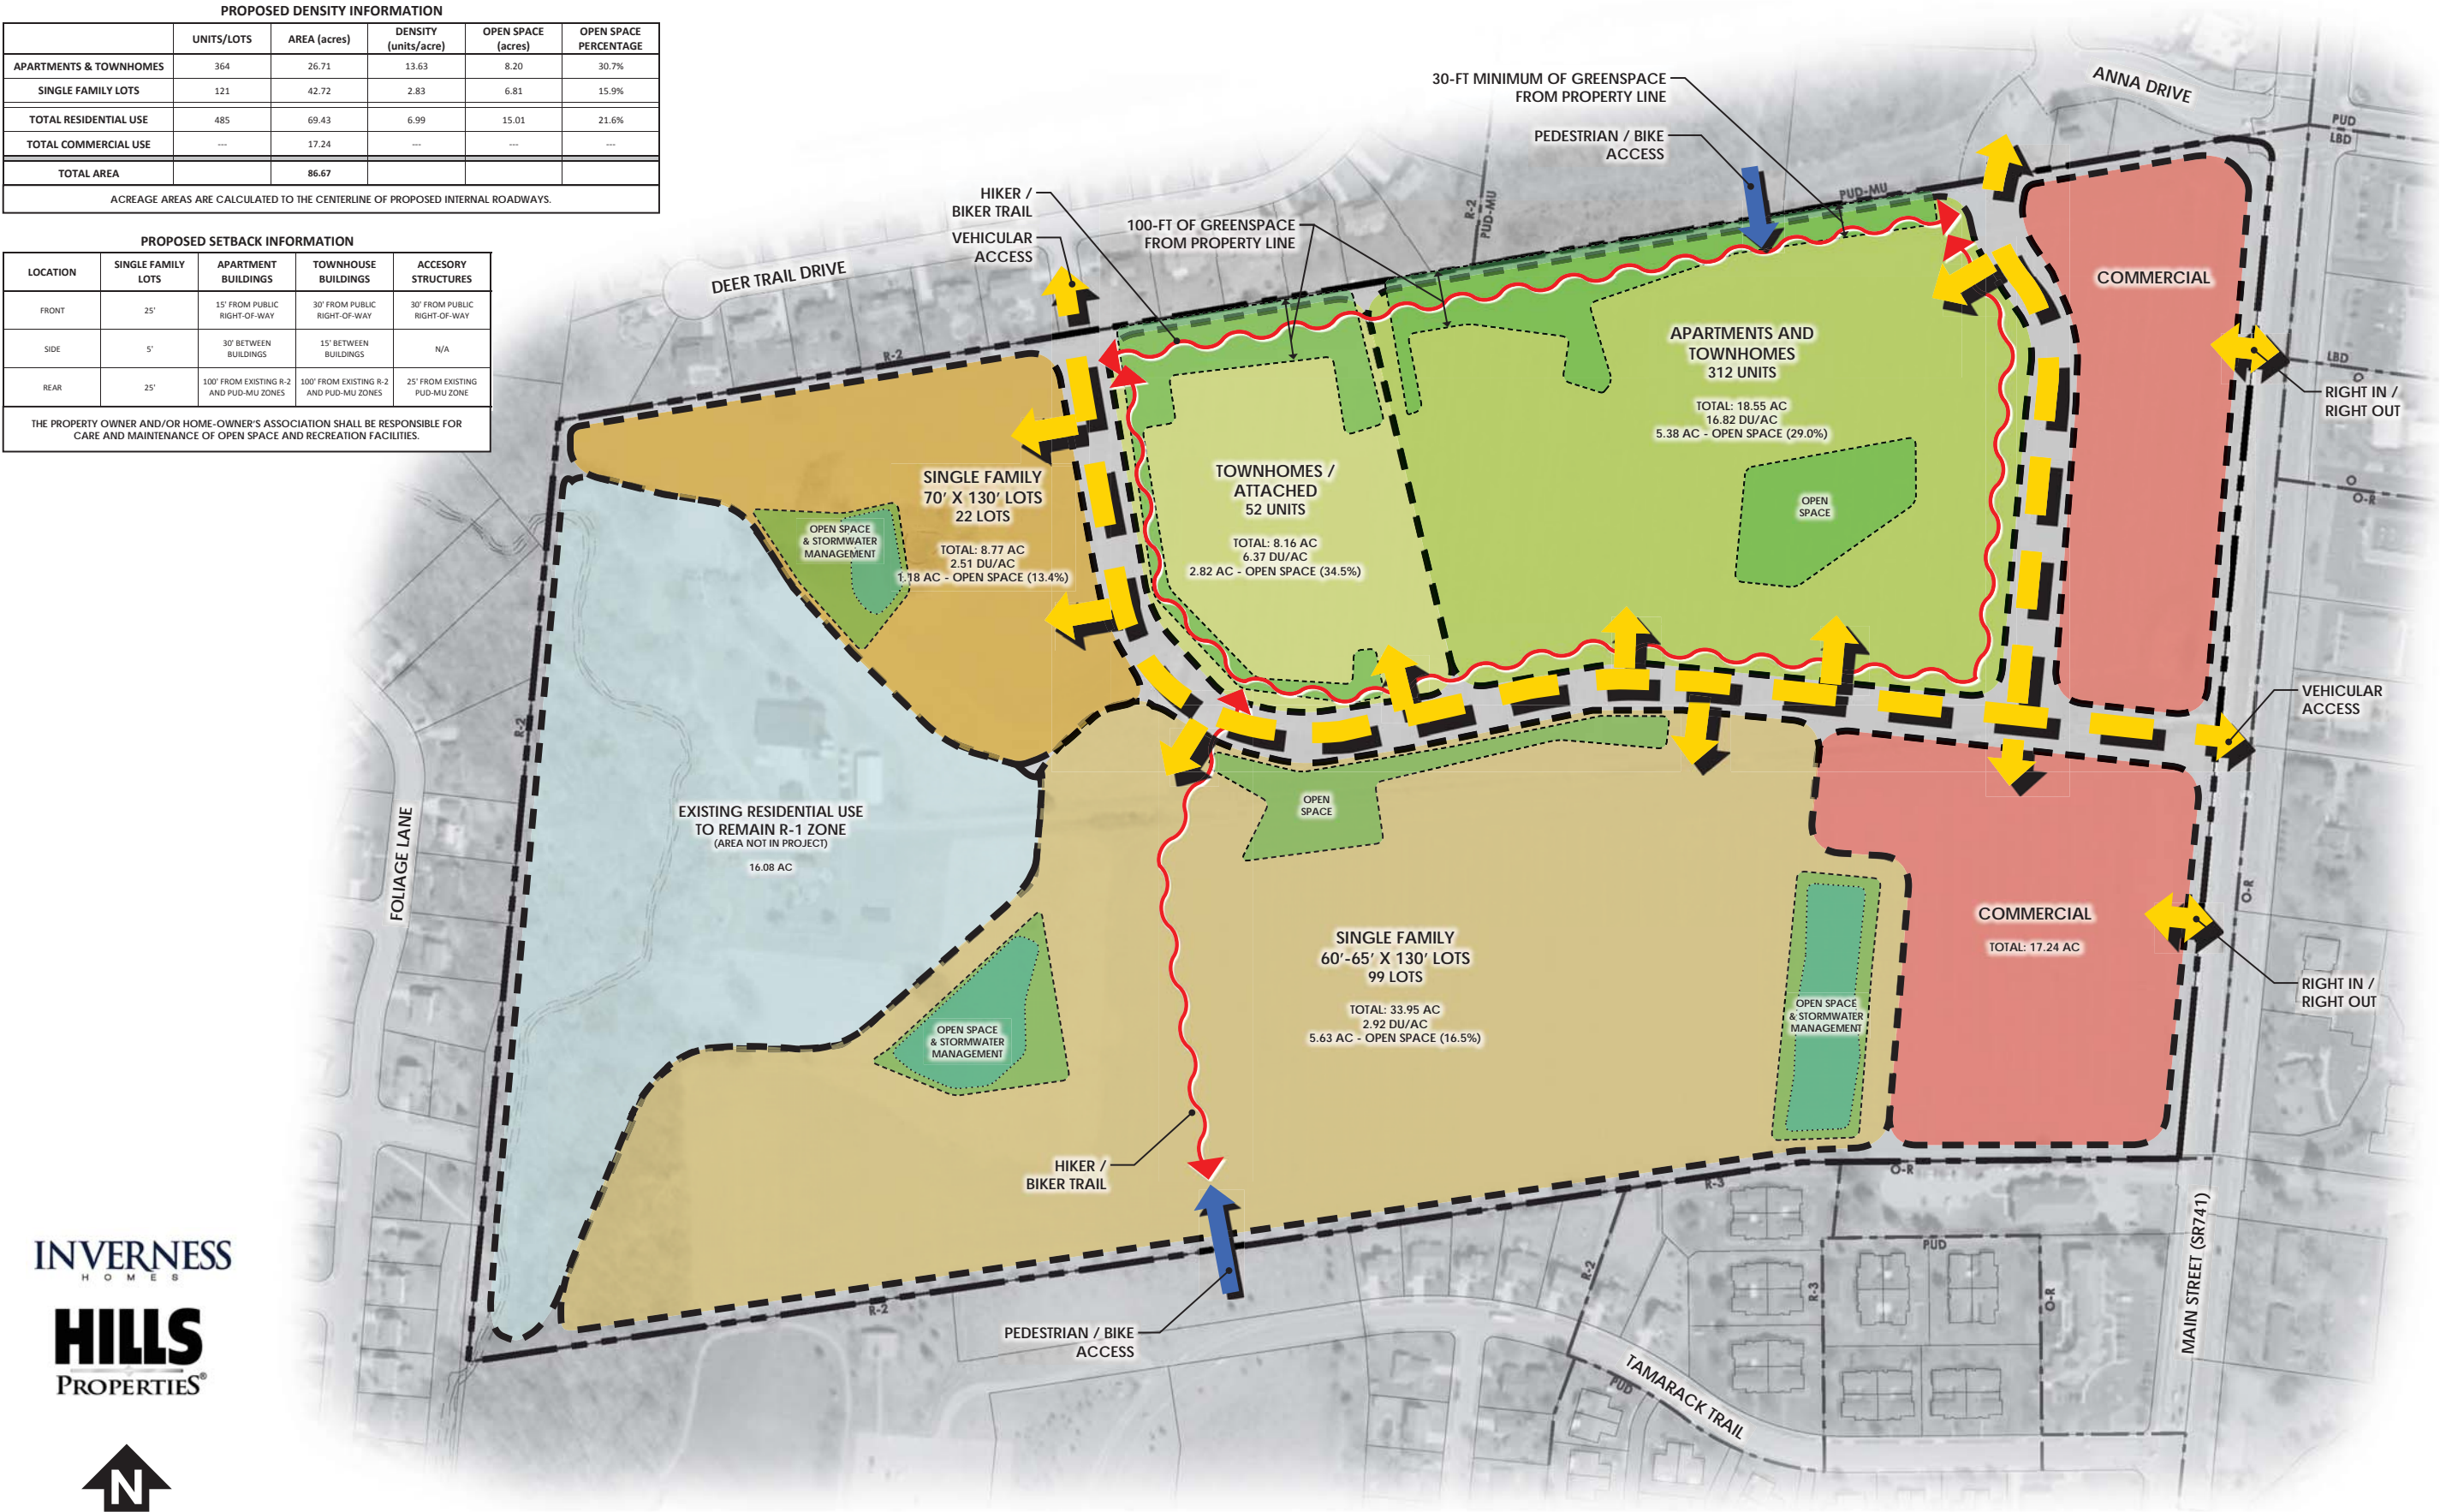 PROPOSED DENSITY INFORMATION
UNITS/LOTS AREA (acres) DENSITY (units/acre) OPEN SPACE (acres) OPEN SPACE PERCENTAGE
APARTMENTS & TOWNHOMES 364 26.71 13.63 8.20 30.7%
SINGLE FAMILY LOTS 121 42.72 2.83 6.81 15.9%
TOTAL RESIDENTIAL USE 485 69.43 6.99 15.01 21.6%
TOTAL COMMERCIAL USE --- 17.24 --- --- ---
TOTAL AREA 86.67
ACREAGE AREAS ARE CALCULATED TO THE CENTERLINE OF PROPOSED INTERNAL ROADWAYS.
PROPOSED SETBACK INFORMATION
LOCATION SINGLE FAMILY LOTS APARTMENT BUILDINGS TOWNHOUSE BUILDINGS ACCESORY STRUCTURES
FRONT 25' 15' FROM PUBLIC RIGHT-OF-WAY 30' FROM PUBLIC RIGHT-OF-WAY 30' FROM PUBLIC RIGHT-OF-WAY
SIDE 5' 30' BETWEEN BUILDINGS 15' BETWEEN BUILDINGS N/A
REAR 25' 100' FROM EXISTING R-2 AND PUD-MU ZONES 100' FROM EXISTING R-2 AND PUD-MU ZONES 25' FROM EXISTING PUD-MU ZONE
THE PROPERTY OWNER AND/OR HOME-OWNER'S ASSOCIATION SHALL BE RESPONSIBLE FOR
CARE AND MAINTENANCE OF OPEN SPACE AND RECREATION FACILITIES.
30-FT MINIMUM OF GREENSPACE
FROM PROPERTY LINE
PEDESTRIAN / BIKE
ACCESS
ANNA DRIVE
PUD
LBD
HIKER /
BIKER TRAIL
VEHICULAR
ACCESS
100-FT OF GREENSPACE
FROM PROPERTY LINE
R-2
PUD-MU
PUD-MU
DEER TRAIL DRIVE
R-2
COMMERCIAL
APARTMENTS AND
TOWNHOMES
312 UNITS
TOTAL: 18.55 AC
16.82 DU/AC
5.38 AC - OPEN SPACE (29.0%)
OPEN
SPACE
LBD
O
RIGHT IN /
RIGHT OUT
O
O-R
TOWNHOMES /
ATTACHED
52 UNITS
TOTAL: 8.16 AC
6.37 DU/AC
2.82 AC - OPEN SPACE (34.5%)
SINGLE FAMILY
70' X 130' LOTS
22 LOTS
TOTAL: 8.77 AC
2.51 DU/AC
1.18 AC - OPEN SPACE (13.4%)
OPEN SPACE
& STORMWATER
MANAGEMENT
VEHICULAR
ACCESS
R-2
FOLIAGE LANE
EXISTING RESIDENTIAL USE
TO REMAIN R-1 ZONE
(AREA NOT IN PROJECT)
16.08 AC
OPEN
SPACE
O-R
COMMERCIAL
TOTAL: 17.24 AC
SINGLE FAMILY
60'-65' X 130' LOTS
99 LOTS
TOTAL: 33.95 AC
2.92 DU/AC
5.63 AC - OPEN SPACE (16.5%)
OPEN SPACE
& STORMWATER
MANAGEMENT
OPEN SPACE
& STORMWATER
MANAGEMENT
RIGHT IN /
RIGHT OUT
HIKER /
BIKER TRAIL
R-3
O-R
MAIN STREET (SR741)
PUD
R-2
R-3
O-R
R-2
PEDESTRIAN / BIKE
ACCESS
TAMARACK TRAIL
PUD
INVERNESS
HOMES
HILLS
PROPERTIES®
N